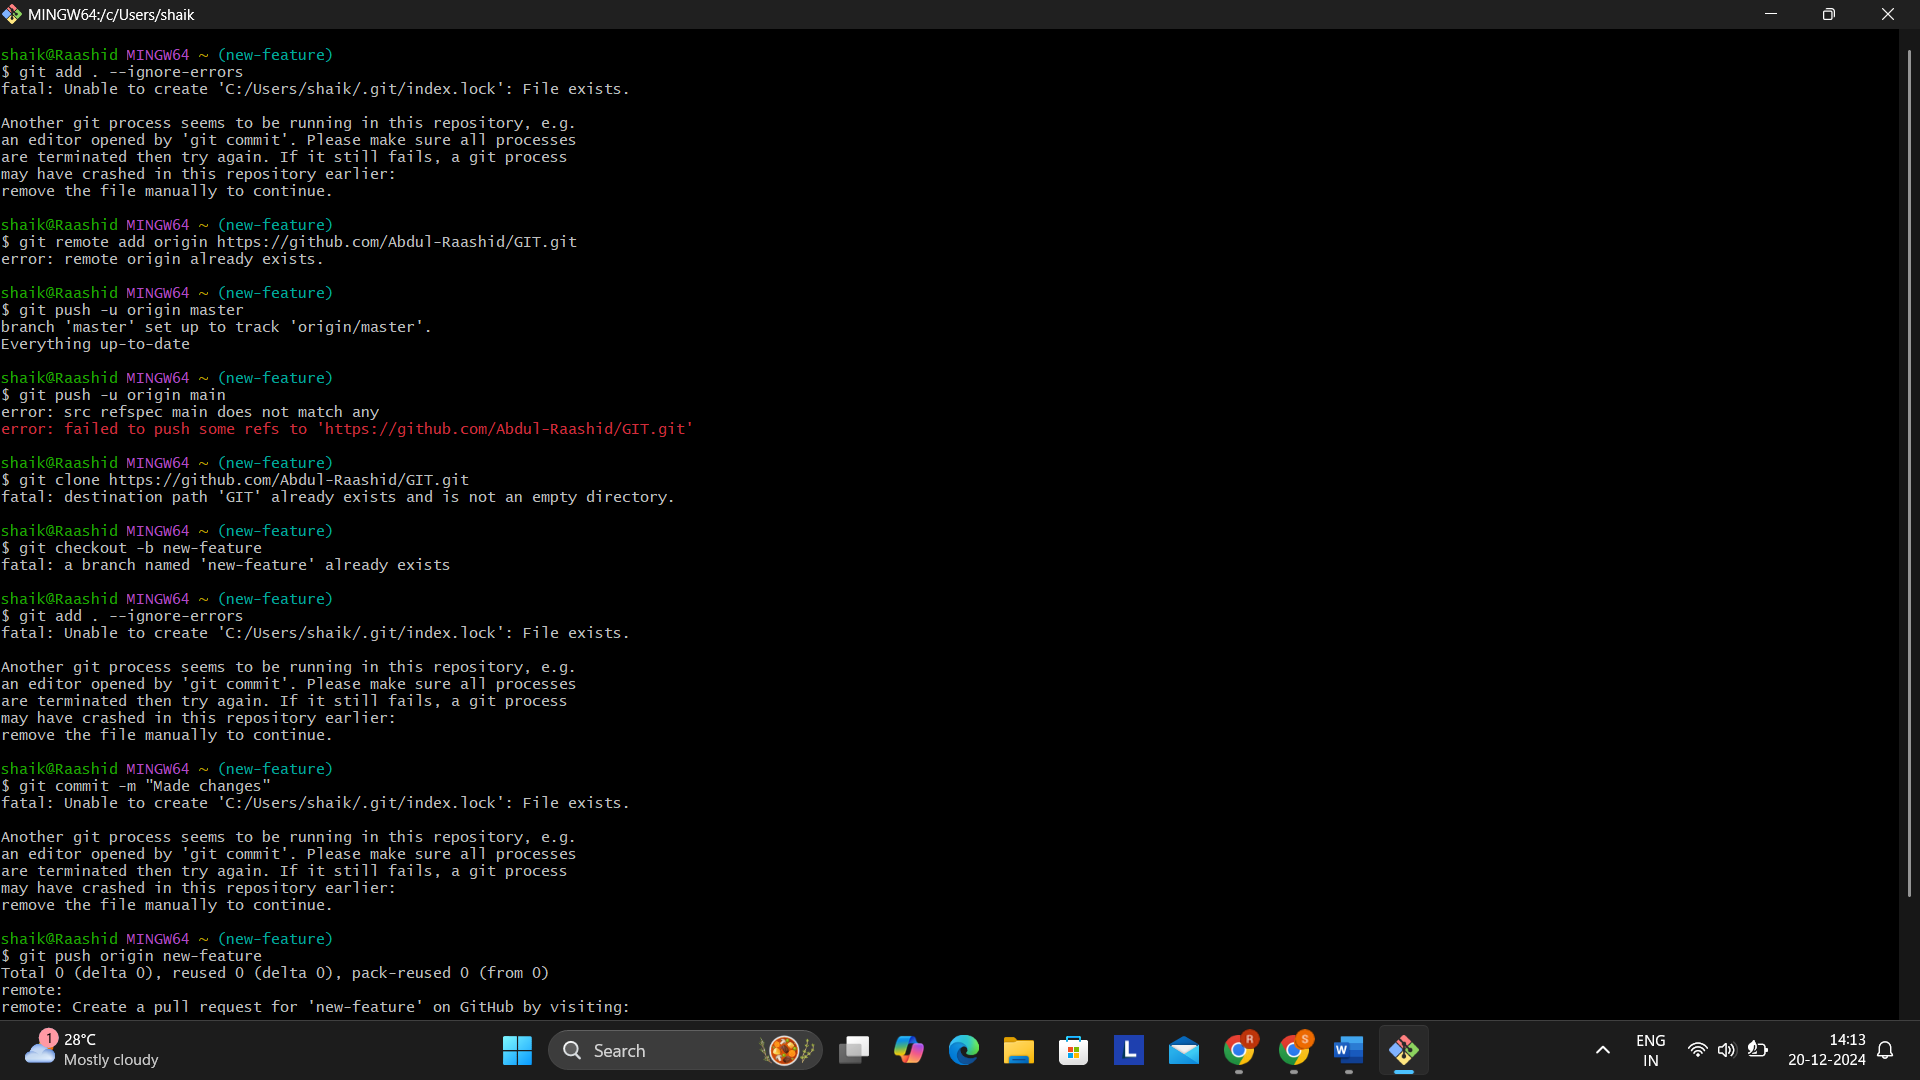 MINGW64:/c/Users/shaik
shaik@Raashid MINGW64 ~ (new-feature)
$ git add . --ignore-errors
fatal: Unable to create 'C:/Users/shaik/.git/index.lock': File exists.
Another git process seems to be running in this repository, e.g.
an editor opened by 'git commit'. Please make sure all processes
are terminated then try again. If it still fails, a git process
may have crashed in this repository earlier:
remove the file manually to continue.
shaik@Raashid MINGW64 ~ (new-feature)
$ git remote add origin https://github.com/Abdul-Raashid/GIT.git
error: remote origin already exists.
shaik@Raashid MINGW64 ~ (new-feature)
$ git push -u origin master
branch 'master' set up to track 'origin/master'.
Everything up-to-date
shaik@Raashid MINGW64 ~ (new-feature)
$ git push -u origin main
error: src refspec main does not match any
error: failed to push some refs to 'https://github.com/Abdul-Raashid/GIT.git'
shaik@Raashid MINGW64 ~ (new-feature)
$ git clone https://github.com/Abdul-Raashid/GIT.git
fatal: destination path 'GIT' already exists and is not an empty directory.
shaik@Raashid MINGW64 ~ (new-feature)
$ git checkout -b new-feature
fatal: a branch named 'new-feature' already exists
shaik@Raashid MINGW64 ~ (new-feature)
$ git add . --ignore-errors
fatal: Unable to create 'C:/Users/shaik/.git/index.lock': File exists.
Another git process seems to be running in this repository, e.g.
an editor opened by 'git commit'. Please make sure all processes
are terminated then try again. If it still fails, a git process
may have crashed in this repository earlier:
remove the file manually to continue.
shaik@Raashid MINGW64 ~ (new-feature)
$ git commit -m "Made changes"
fatal: Unable to create 'C:/Users/shaik/.git/index.lock': File exists.
Another git process seems to be running in this repository, e.g.
an editor opened by 'git commit'. Please make sure all processes
are terminated then try again. If it still fails, a git process
may have crashed in this repository earlier:
remove the file manually to continue.
shaik@Raashid MINGW64 ~ (new-feature)
$ git push origin new-feature
Total 0 (delta 0), reused 0 (delta 0), pack-reused 0 (from 0)
remote:
remote: Create a pull request for 'new-feature' on GitHub by visiting:
1
28°C
Mostly cloudy
Search
L
R
S
W
ENG
IN
14:13
20-12-2024